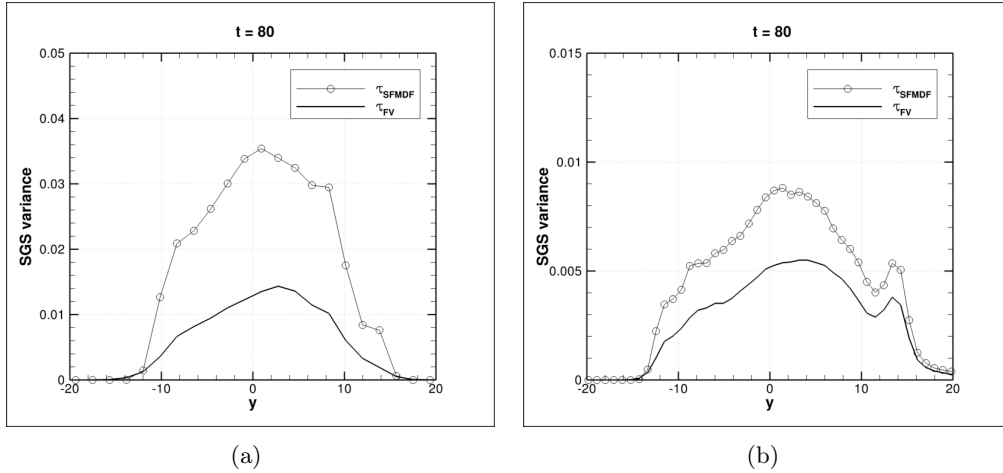 t = 80
0.05
0.04
0.03
0.02
0.01
0
SGS variance
-20 -10 0 10 20
y
τSFMDF
τFV
(a)
t = 80
0.015
0.01
0.005
0
SGS variance
-20 -10 0 10 20
y
τSFMDF
τFV
(b)